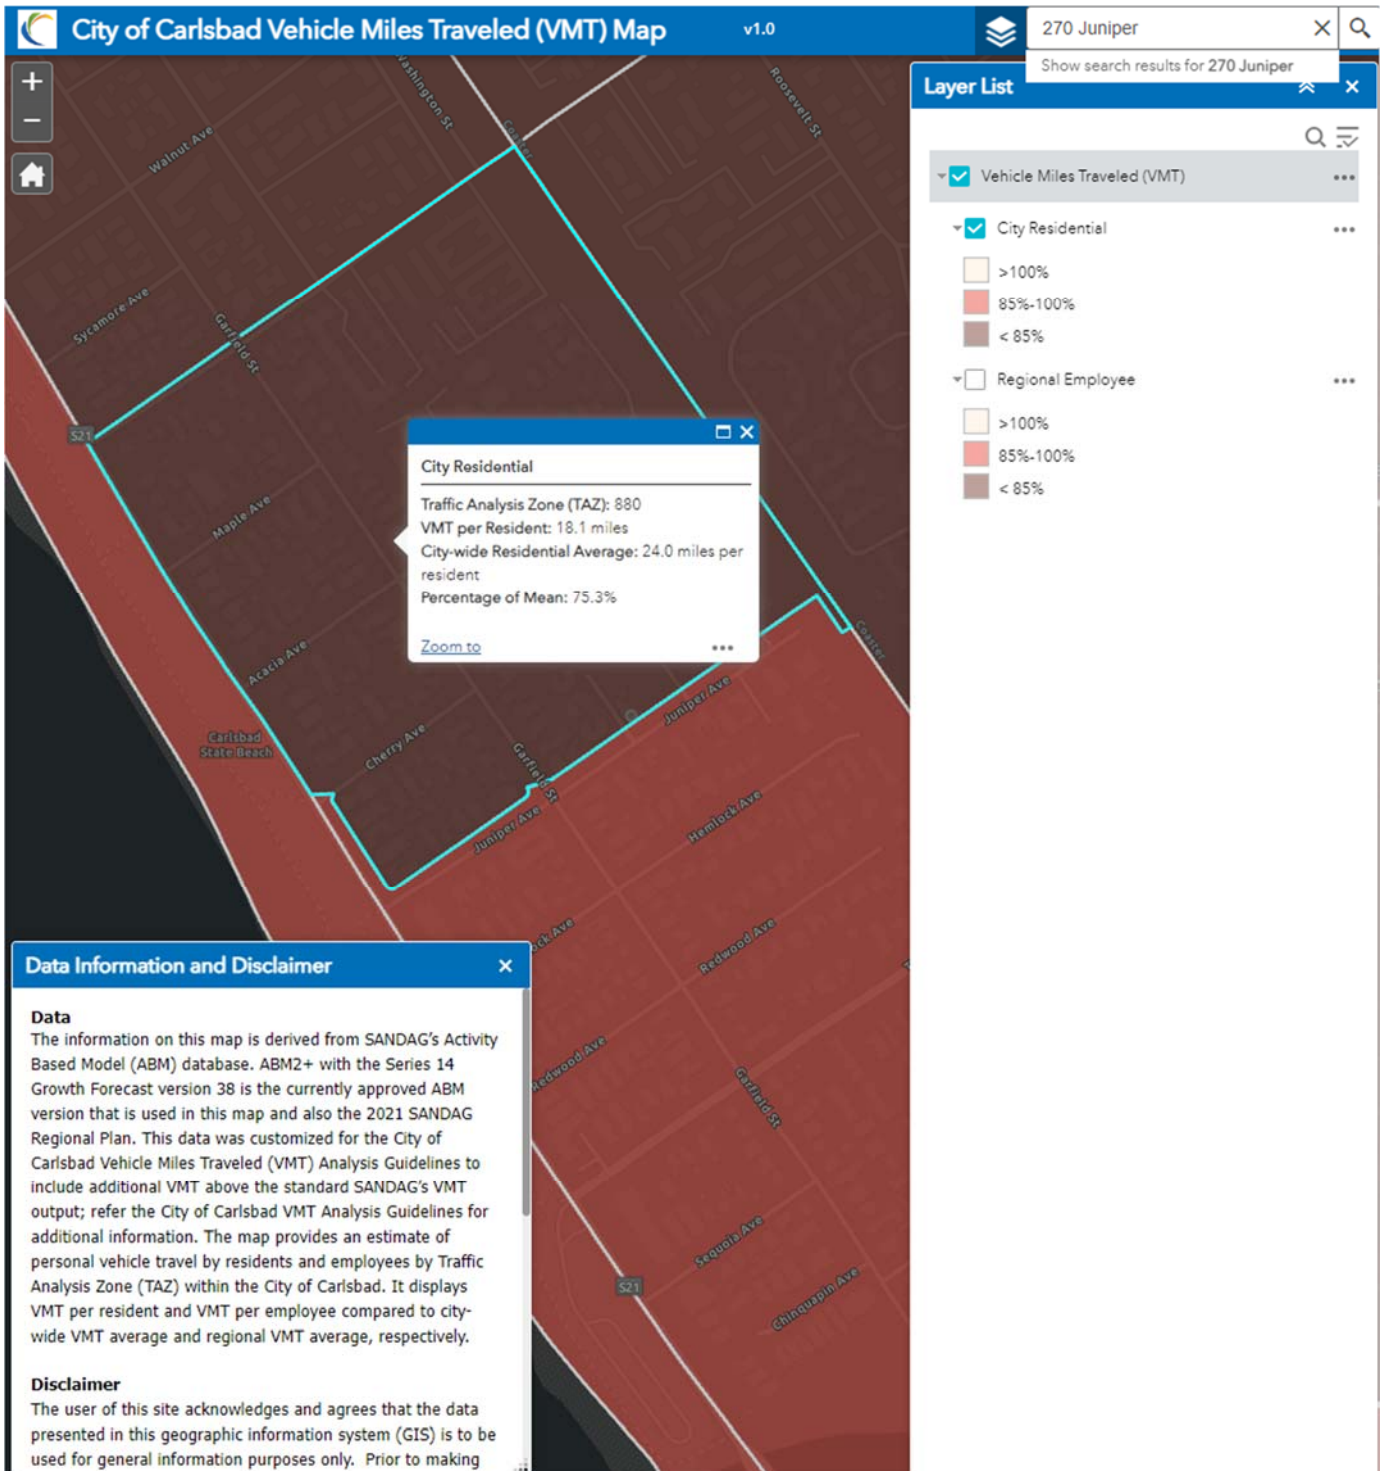 City of Carlsbad Vehicle Miles Traveled (VMT) Map
v1.0
270 Juniper
Show search results for 270 Juniper
Layer List
Vehicle Miles Traveled (VMT)
City Residential
>100%
85%-100%
< 85%
Regional Employee
>100%
85%-100%
< 85%
Washington St
Roosevelt St
Walnut Ave
Coaster
Sycamore Ave
Garfield St
S21
Maple Ave
Acacia Ave
Carlsbad
State Beach
Cherry Ave
Garfield St
Juniper Ave
Juniper Ave
Coaster
Hemlock Ave
ock Ave
Redwood Ave
Redwood Ave
Garfield St
Sequoia Ave
S21
Chinquapin Ave
City Residential
Traffic Analysis Zone (TAZ): 880
VMT per Resident: 18.1 miles
City-wide Residential Average: 24.0 miles per
resident
Percentage of Mean: 75.3%
Zoom to
Data Information and Disclaimer
Data
The information on this map is derived from SANDAG's Activity
Based Model (ABM) database. ABM2+ with the Series 14
Growth Forecast version 38 is the currently approved ABM
version that is used in this map and also the 2021 SANDAG
Regional Plan. This data was customized for the City of
Carlsbad Vehicle Miles Traveled (VMT) Analysis Guidelines to
include additional VMT above the standard SANDAG's VMT
output; refer the City of Carlsbad VMT Analysis Guidelines for
additional information. The map provides an estimate of
personal vehicle travel by residents and employees by Traffic
Analysis Zone (TAZ) within the City of Carlsbad. It displays
VMT per resident and VMT per employee compared to city-
wide VMT average and regional VMT average, respectively.
Disclaimer
The user of this site acknowledges and agrees that the data
presented in this geographic information system (GIS) is to be
used for general information purposes only. Prior to making